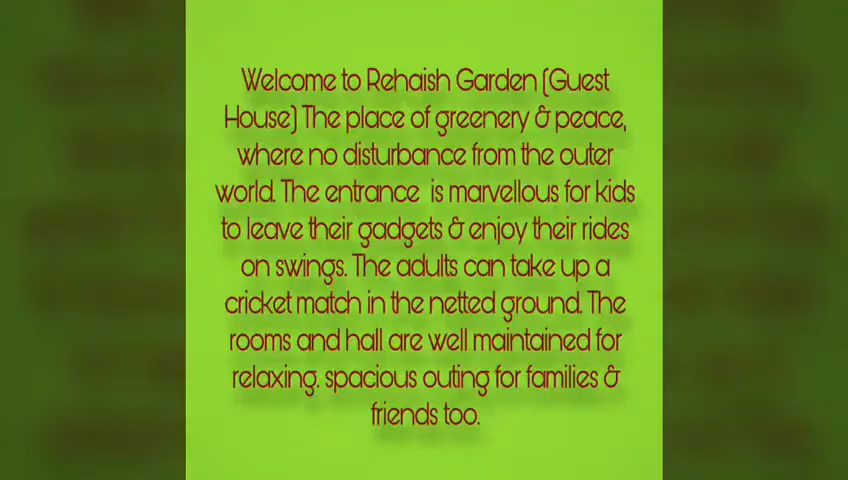 Welcome to Rehaish Garden (Guest
House) The place of greenery & peace,
where no disturbance from the outer
world. The entrance is marvellous for kids
to leave their gadgets & enjoy their rides
on swings. The adults can take up a
cricket match in the netted ground. The
rooms and hall are well maintained for
relaxing. spacious outing for families &
friends too.